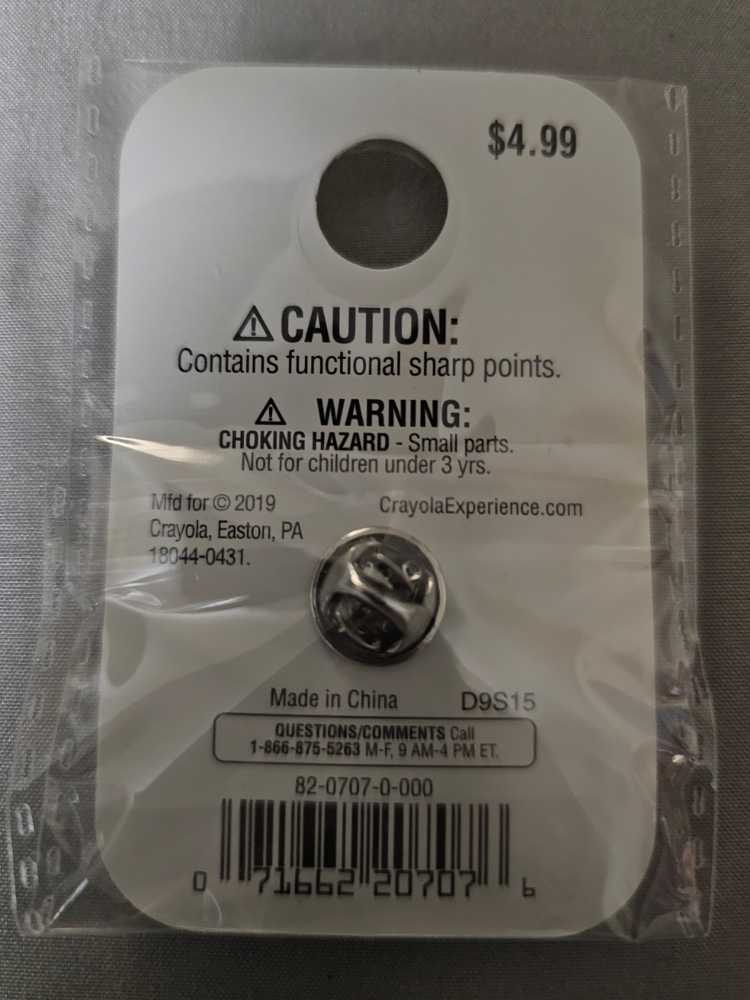 $4.99
⚠ CAUTION:
Contains functional sharp points.
⚠ WARNING:
CHOKING HAZARD - Small parts.
Not for children under 3 yrs.
Mfd for © 2019
Crayola, Easton, PA
18044-0431.
CrayolaExperience.com
Made in China
D9S15
QUESTIONS/COMMENTS Call
1-866-875-5263 M-F, 9 AM-4 PM ET.
82-0707-0-000
0 71662 20707 6